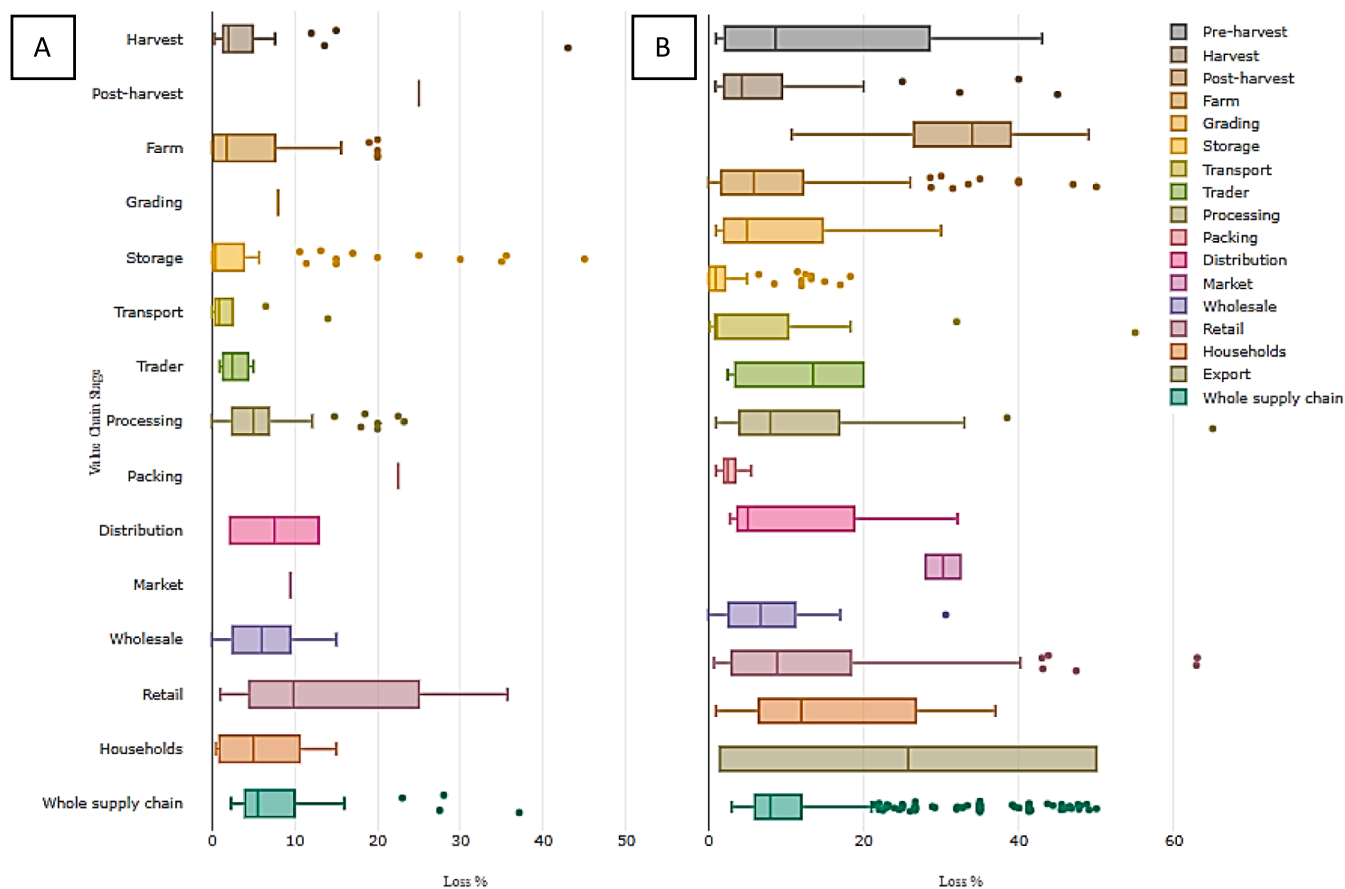 A
B
Value Chain Stage
Harvest
Post-harvest
Farm
Grading
Storage
Transport
Trader
Processing
Packing
Distribution
Market
Wholesale
Retail
Households
Whole supply chain
0 10 20 30 40 50
Loss %
0 20 40 60
Loss %
Pre-harvest
Harvest
Post-harvest
Farm
Grading
Storage
Transport
Trader
Processing
Packing
Distribution
Market
Wholesale
Retail
Households
Export
Whole supply chain